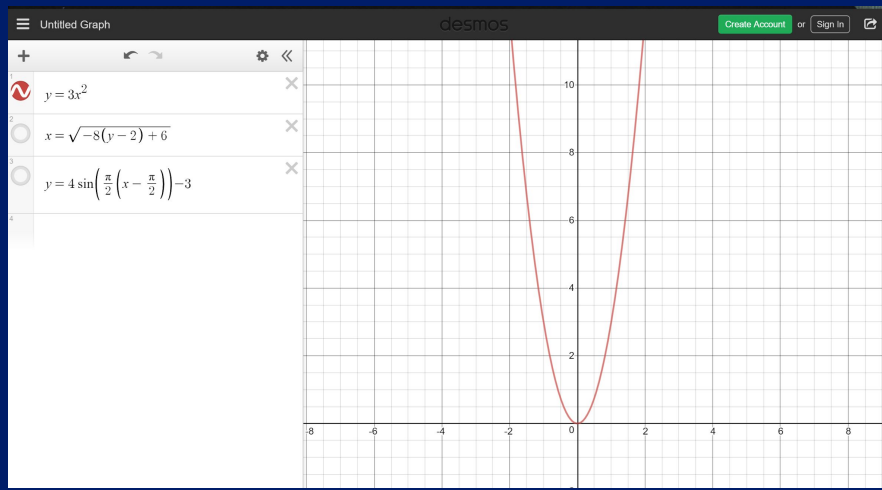 Untitled Graph
desmos
Create Account or Sign In
1
y = 3x²
2
x = √(−8(y − 2) + 6)
3
y = 4 sin(π/2(x − π/2))−3
4
10
8
6
4
2
-8 -6 -4 -2 0 2 4 6 8